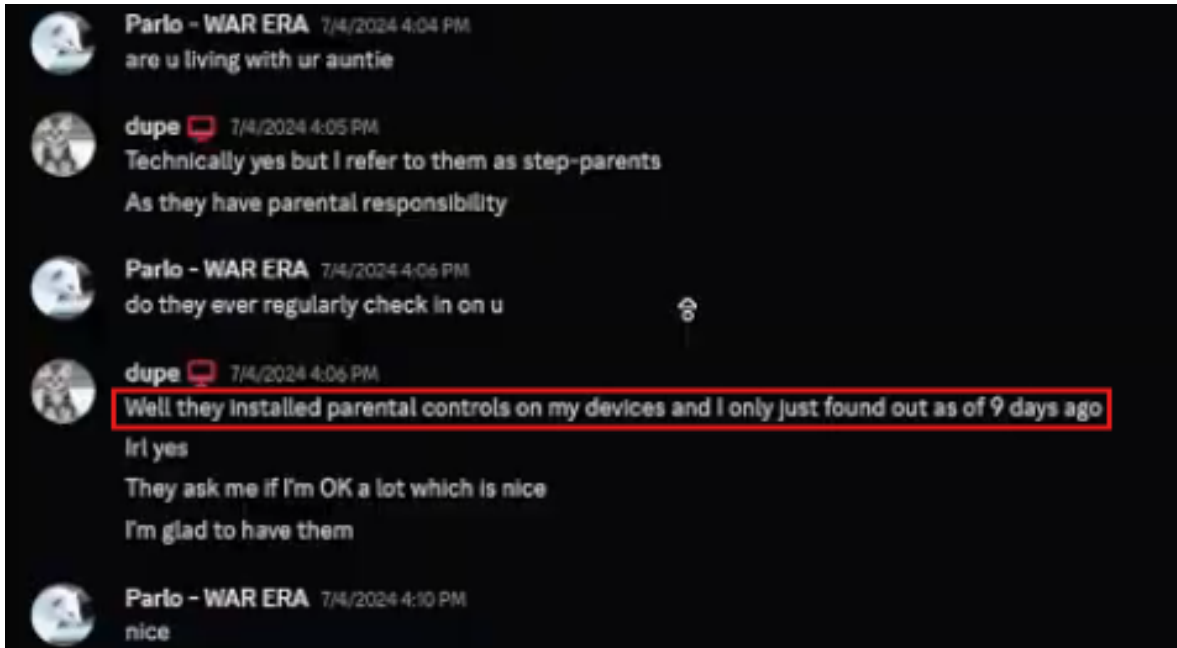 Parlo - WAR ERA 7/4/2024 4:04 PM
are u living with ur auntie
dupe 7/4/2024 4:05 PM
Technically yes but I refer to them as step-parents
As they have parental responsibility
Parlo - WAR ERA 7/4/2024 4:06 PM
do they ever regularly check in on u
dupe 7/4/2024 4:06 PM
Well they installed parental controls on my devices and I only just found out as of 9 days ago
Irl yes
They ask me if I'm OK a lot which is nice
I'm glad to have them
Parlo - WAR ERA 7/4/2024 4:10 PM
nice